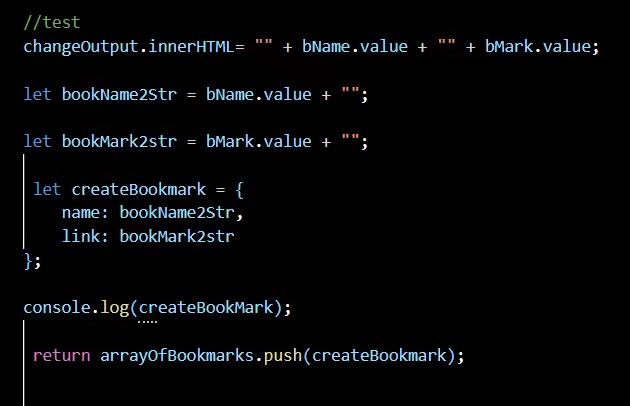 //test
changeOutput.innerHTML= "" + bName.value + "" + bMark.value;
let bookName2Str = bName.value + "";
let bookMark2str = bMark.value + "";
let createBookmark = {
name: bookName2Str,
link: bookMark2str
};
console.log(createBookMark);
return arrayOfBookmarks.push(createBookmark);